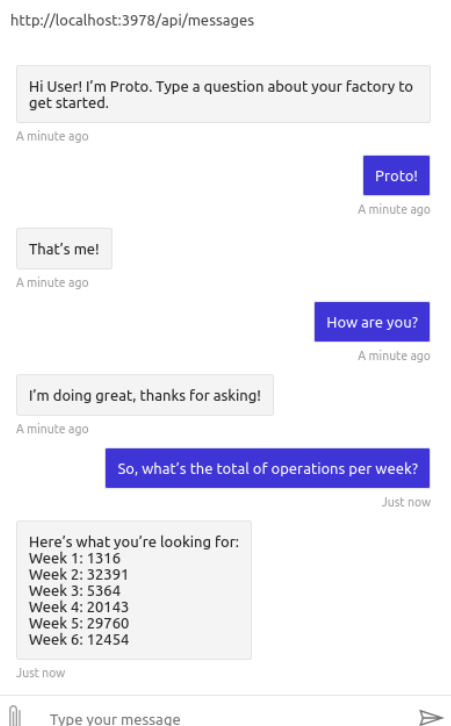 http://localhost:3978/api/messages
Hi User! I’m Proto. Type a question about your factory to
get started.
A minute ago
Proto!
A minute ago
That’s me!
A minute ago
How are you?
A minute ago
I’m doing great, thanks for asking!
A minute ago
So, what’s the total of operations per week?
Just now
Here’s what you’re looking for:
Week 1: 1316
Week 2: 32391
Week 3: 5364
Week 4: 20143
Week 5: 29760
Week 6: 12454
Just now
Type your message